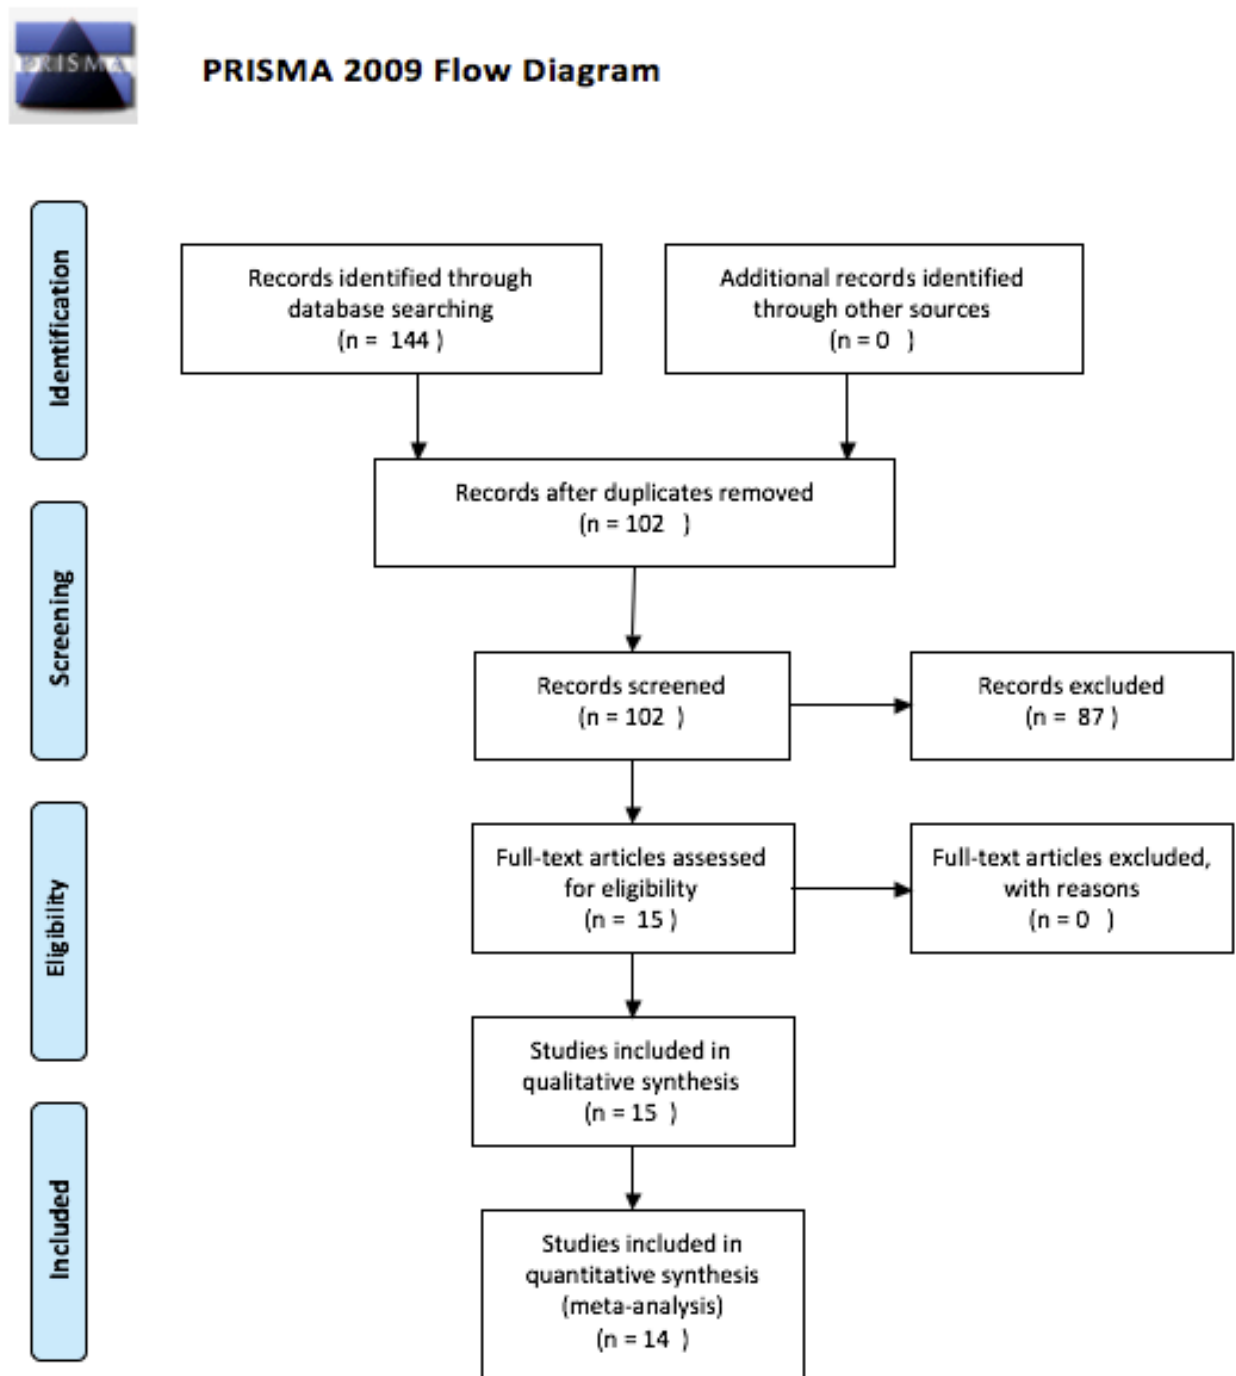 PRISMA
PRISMA 2009 Flow Diagram
Identification
Records identified through
database searching
(n = 144 )
Additional records identified
through other sources
(n = 0 )
Records after duplicates removed
(n = 102 )
Screening
Records screened
(n = 102 )
Records excluded
(n = 87 )
Eligibility
Full-text articles assessed
for eligibility
(n = 15 )
Full-text articles excluded,
with reasons
(n = 0 )
Studies included in
qualitative synthesis
(n = 15 )
Included
Studies included in
quantitative synthesis
(meta-analysis)
(n = 14 )